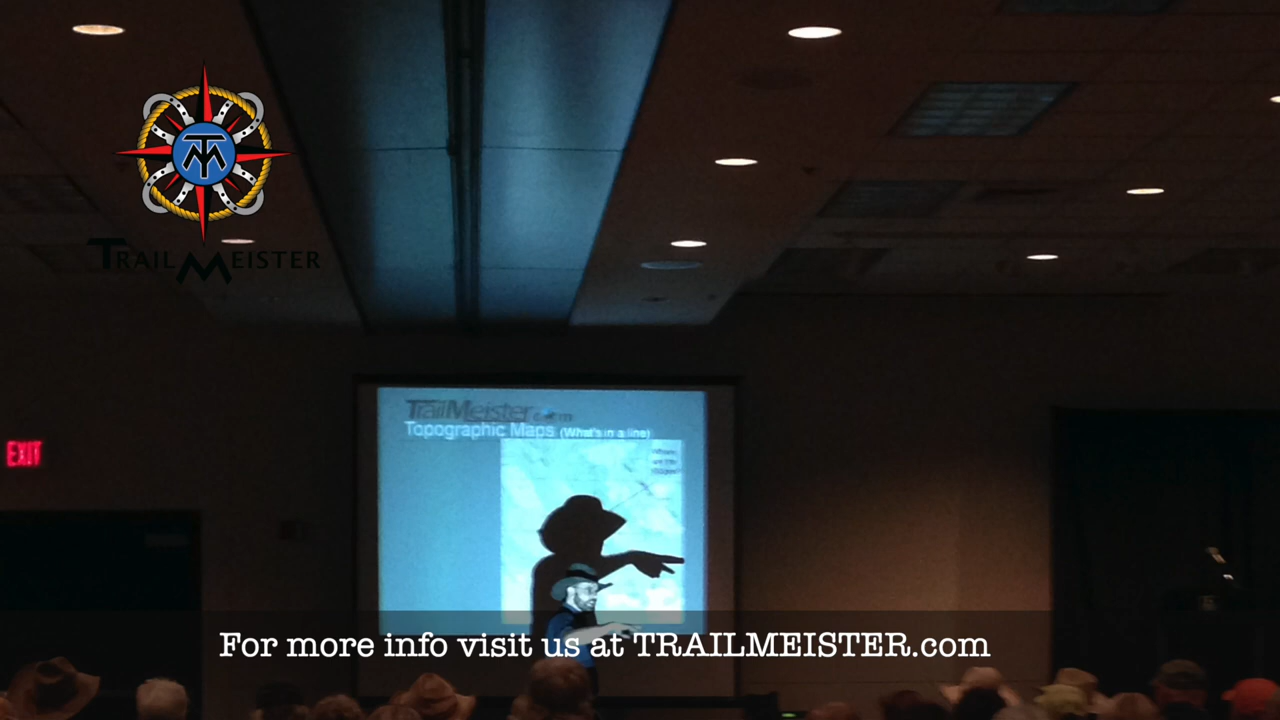 TRAILMEISTER
TrailMeister.com
Topographic Maps (What's in a line)
EXIT
For more info visit us at TRAILMEISTER.com